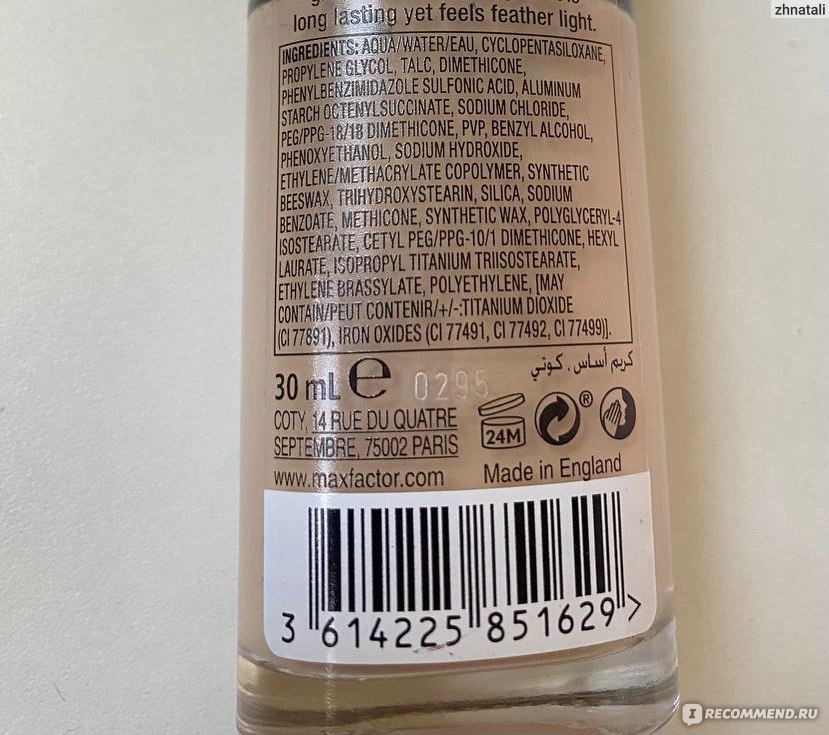 zhnatali
long lasting yet feels feather light.
INGREDIENTS: AQUA/WATER/EAU, CYCLOPENTASILOXANE,
PROPYLENE GLYCOL, TALC, DIMETHICONE,
PHENYLBENZIMIDAZOLE SULFONIC ACID, ALUMINUM
STARCH OCTENYLSUCCINATE, SODIUM CHLORIDE,
PEG/PPG-18/18 DIMETHICONE, PVP, BENZYL ALCOHOL,
PHENOXYETHANOL, SODIUM HYDROXIDE,
ETHYLENE/METHACRYLATE COPOLYMER, SYNTHETIC
BEESWAX, TRIHYDROXYSTEARIN, SILICA, SODIUM
BENZOATE, METHICONE, SYNTHETIC WAX, POLYGLYCERYL-4
ISOSTEARATE, CETYL PEG/PPG-10/1 DIMETHICONE, HEXYL
LAURATE, ISOPROPYL TITANIUM TRIISOSTEARATE,
ETHYLENE BRASSYLATE, POLYETHYLENE, [MAY
CONTAIN/PEUT CONTENIR/+/-:TITANIUM DIOXIDE
(CI 77891), IRON OXIDES (CI 77491, CI 77492, CI 77499)].
كريم أساس. كوتي
30 mL e 0295
COTY, 14 RUE DU QUATRE
SEPTEMBRE, 75002 PARIS
24M ®
www.maxfactor.com Made in England
3 614225 851629 >
IRECOMMEND.RU